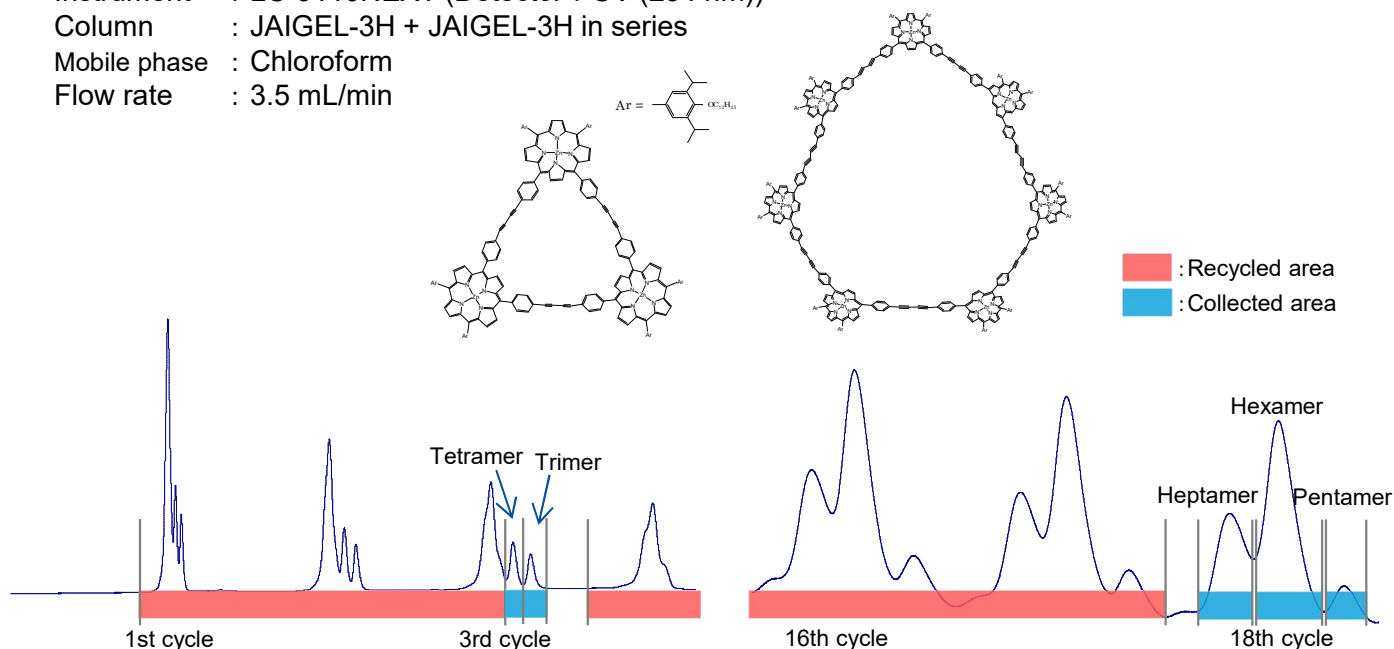 Column : JAIGEL-3H + JAIGEL-3H in series
Mobile phase : Chloroform
Flow rate : 3.5 mL/min
Ar =
OC₁₂H₂₅
: Recycled area
: Collected area
Hexamer
Tetramer Trimer
Heptamer Pentamer
1st cycle 3rd cycle 16th cycle 18th cycle